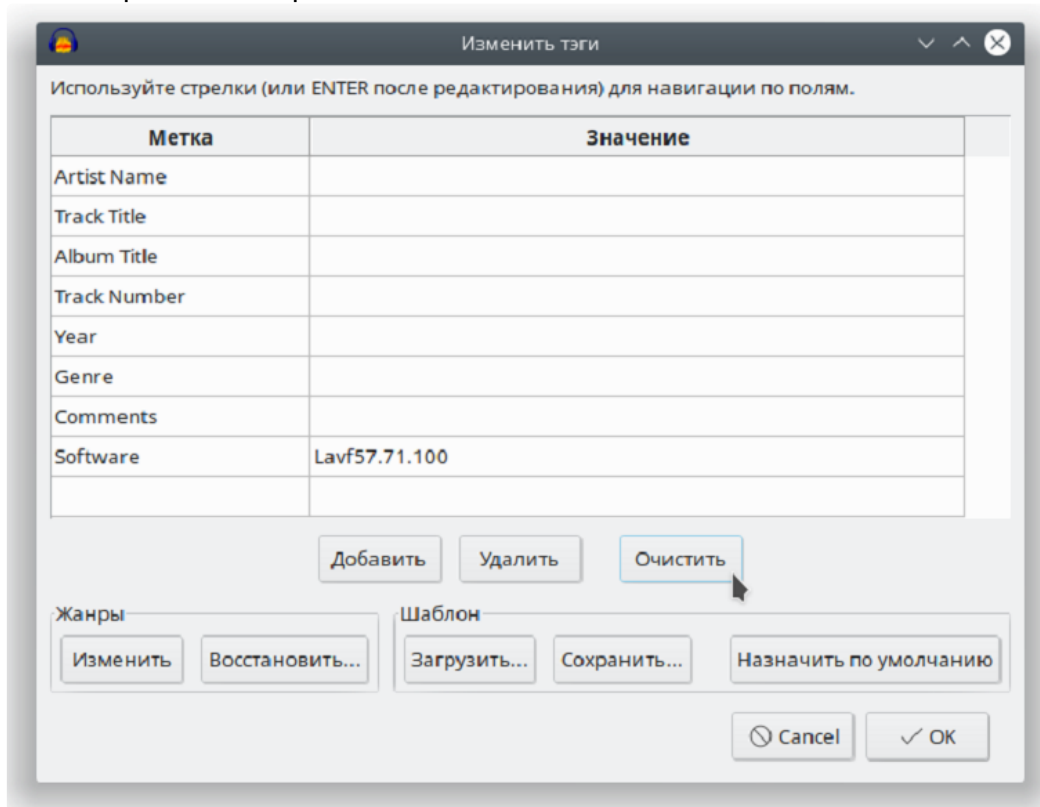 Изменить тэги
Используйте стрелки (или ENTER после редактирования) для навигации по полям.
Метка Значение
Artist Name
Track Title
Album Title
Track Number
Year
Genre
Comments
Software Lavf57.71.100
Добавить Удалить Очистить
Жанры Шаблон
Изменить Восстановить... Загрузить... Сохранить... Назначить по умолчанию
Cancel OK